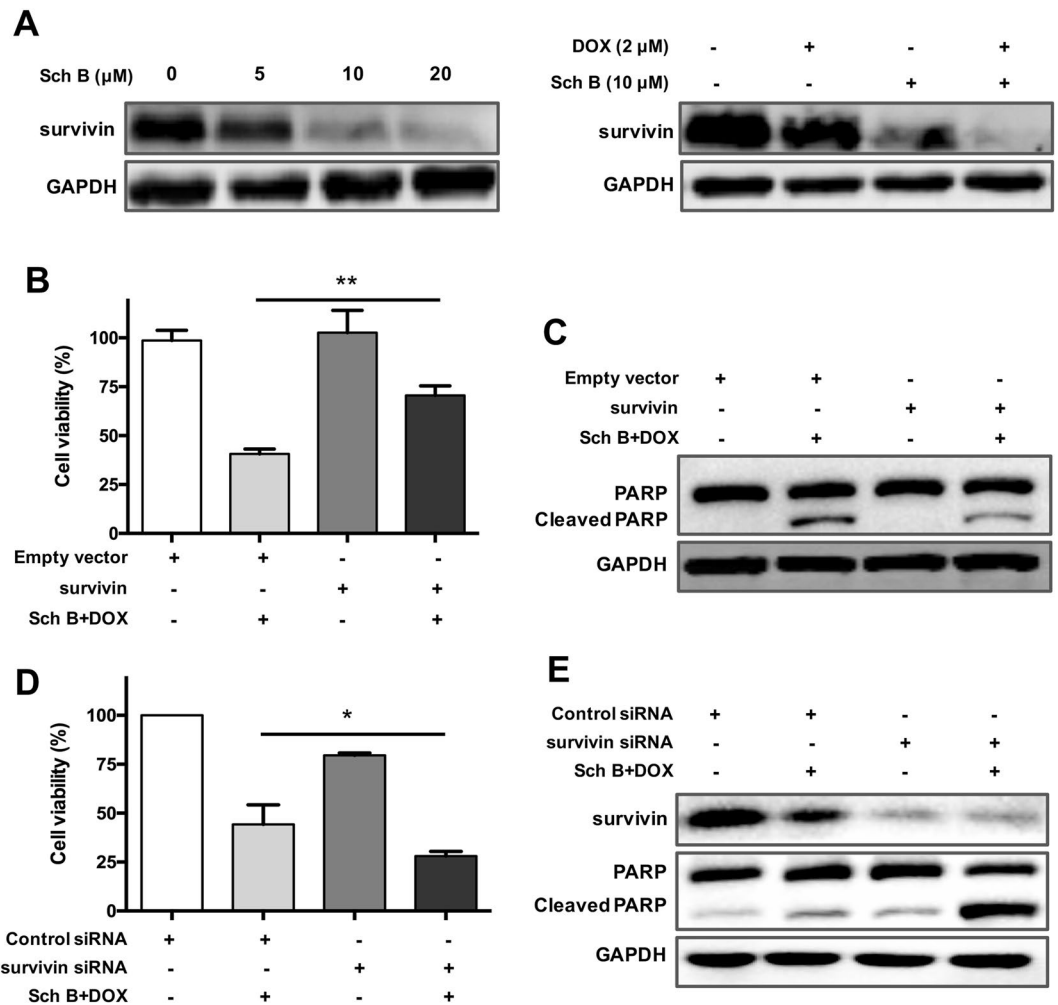 A
Sch B (µM) 0 5 10 20
survivin
GAPDH
DOX (2 µM) - + - +
Sch B (10 µM) - - + +
survivin
GAPDH
B
**
Cell viability (%)
100
75
50
25
0
Empty vector + + - -
survivin - - + +
Sch B+DOX - + - +
C
Empty vector + + - -
survivin - - + +
Sch B+DOX - + - +
PARP
Cleaved PARP
GAPDH
D
*
Cell viability (%)
100
75
50
25
0
Control siRNA + + - -
survivin siRNA - - + +
Sch B+DOX - + - +
E
Control siRNA + + - -
survivin siRNA - - + +
Sch B+DOX - + - +
survivin
PARP
Cleaved PARP
GAPDH